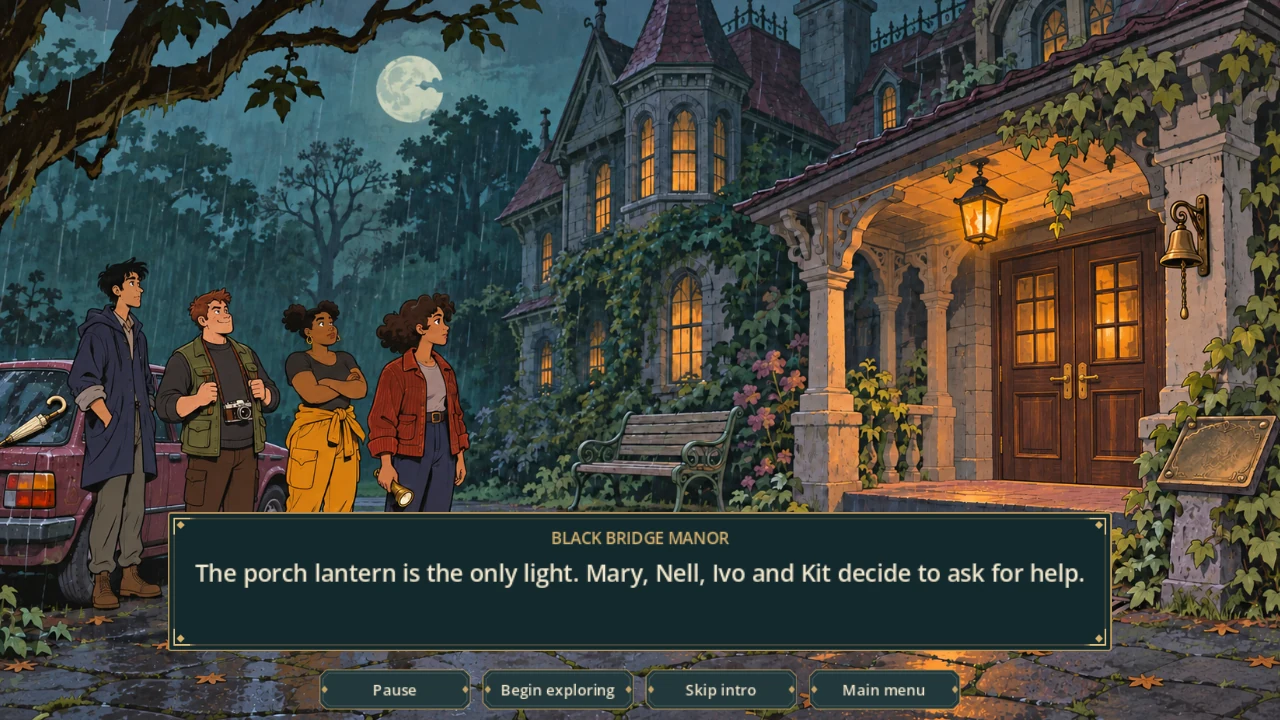 BLACK BRIDGE MANOR
The porch lantern is the only light. Mary, Nell, Ivo and Kit decide to ask for help.
Pause
Begin exploring
Skip intro
Main menu